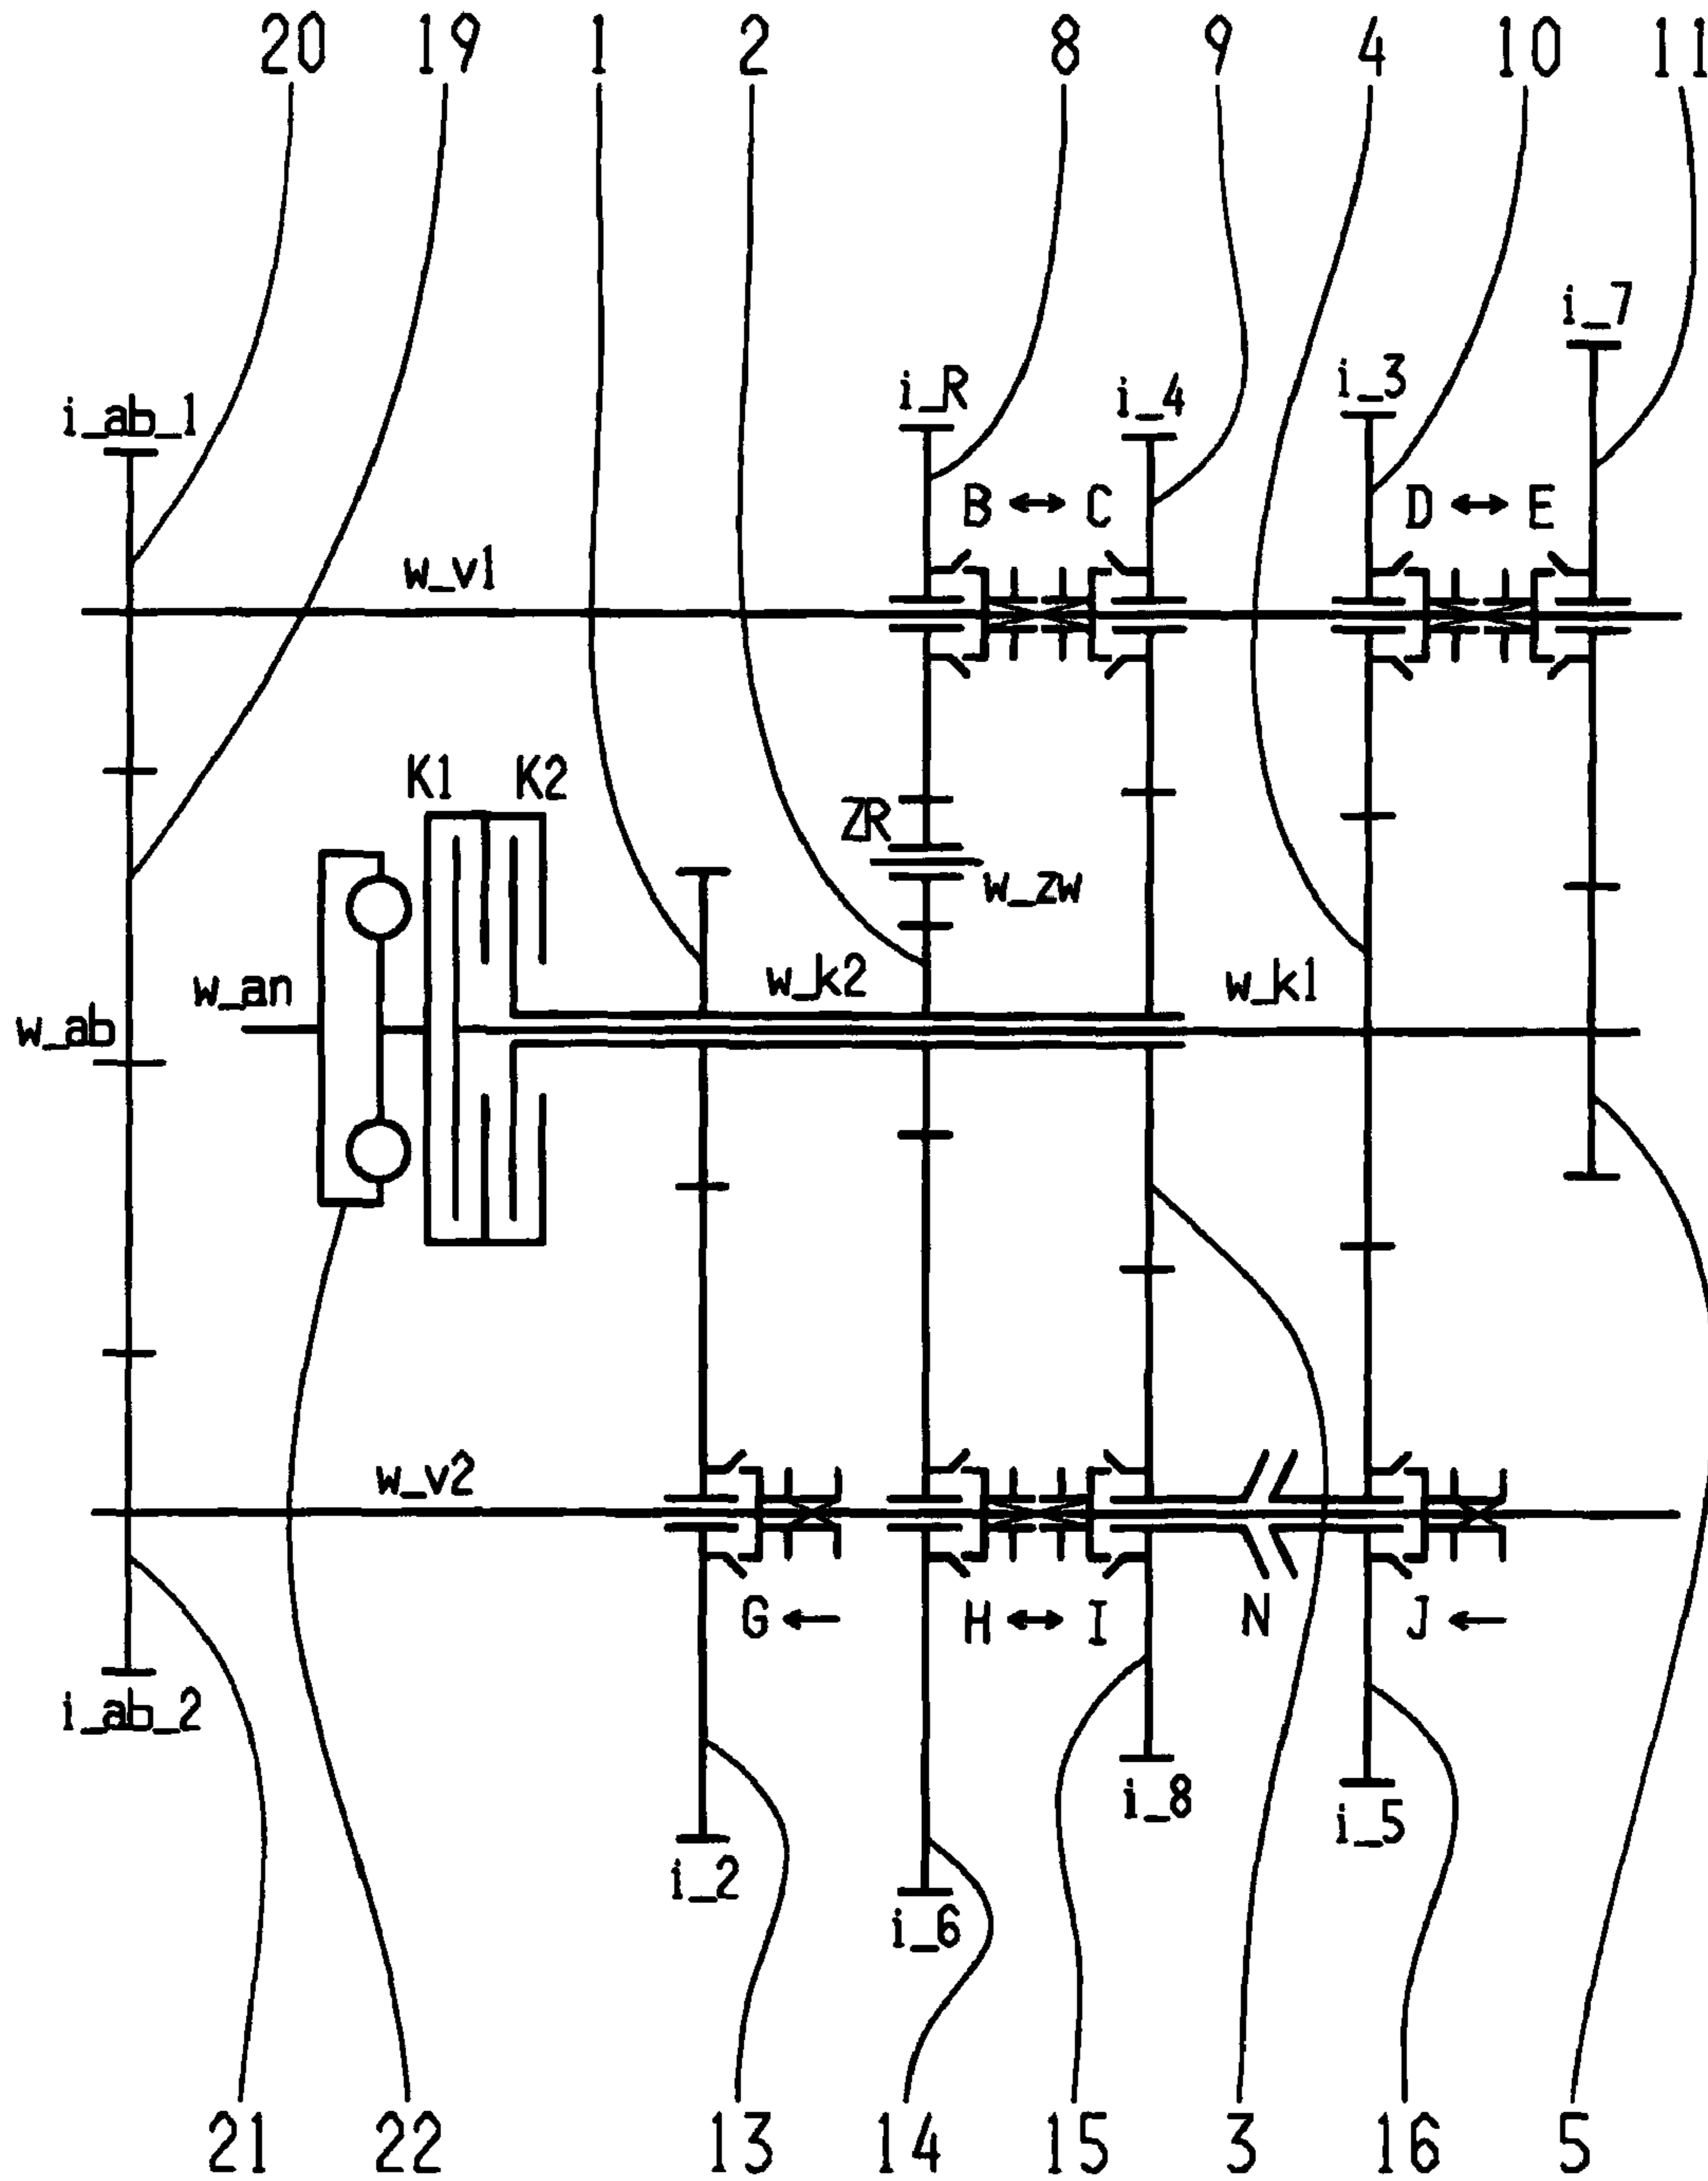 20 19 1 2 8 9 4 10 11
i_7
i_3
i_R i_4
i_ab_1
B ↔ C D ↔ E
w_v1
K1 K2
ZR
w_zw
w_k2 w_k1
w_an
w_ab
w_v2
G ← H ↔ I N J ←
i_ab_2
i_8
i_5
i_2
i_6
21 22 13 14 15 3 16 5